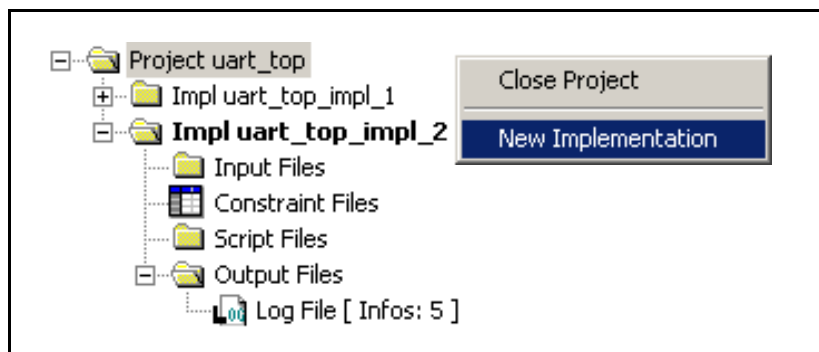 Project uart_top
Close Project
Impl uart_top_impl_1
Impl uart_top_impl_2
New Implementation
Input Files
Constraint Files
Script Files
Output Files
Log File [ Infos: 5 ]